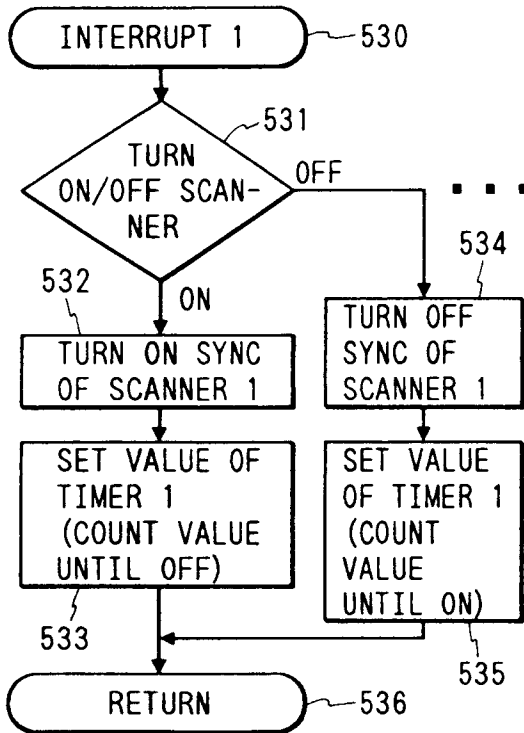 INTERRUPT 1
530
531
TURN
ON/OFF SCAN-
NER
OFF
534
532
ON
TURN ON SYNC
OF SCANNER 1
TURN OFF
SYNC OF
SCANNER 1
SET VALUE OF
TIMER 1
(COUNT VALUE
UNTIL OFF)
SET VALUE
OF TIMER 1
(COUNT
VALUE
UNTIL ON)
533
535
RETURN
536